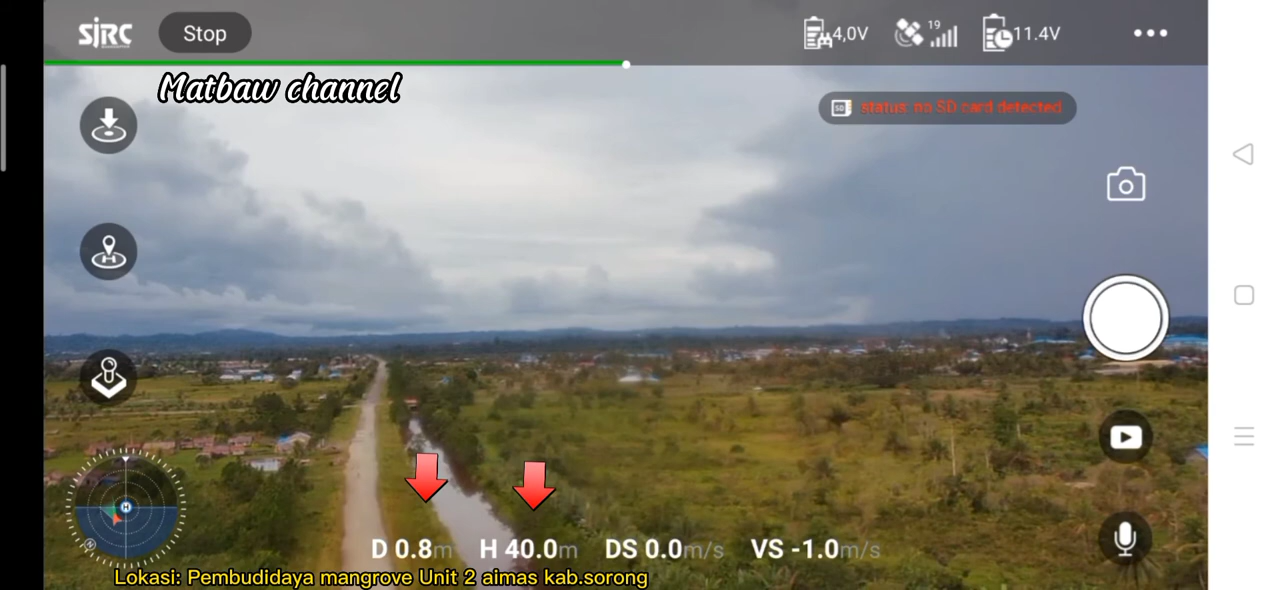 SJRC
Stop
19
4,0V
11.4V
Matbaw channel
SD
status: no SD card detected
H
N
D 0.8m H 40.0m DS 0.0m/s VS -1.0m/s
Lokasi: Pembudidaya mangrove Unit 2 aimas kab.sorong